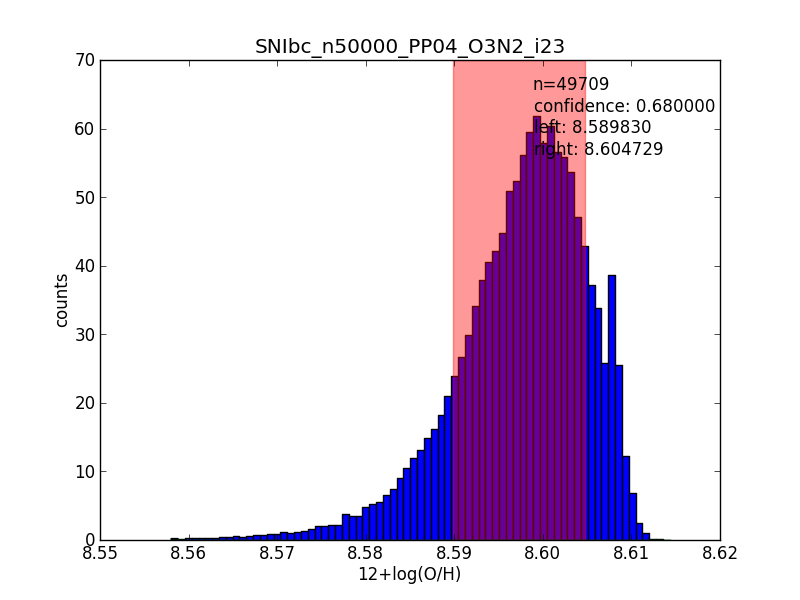 SNIbc_n50000_PP04_O3N2_i23
70
60
50
40
30
20
10
0
counts
n=49709
confidence: 0.680000
left: 8.589830
right: 8.604729
8.55 8.56 8.57 8.58 8.59 8.60 8.61 8.62
12+log(O/H)